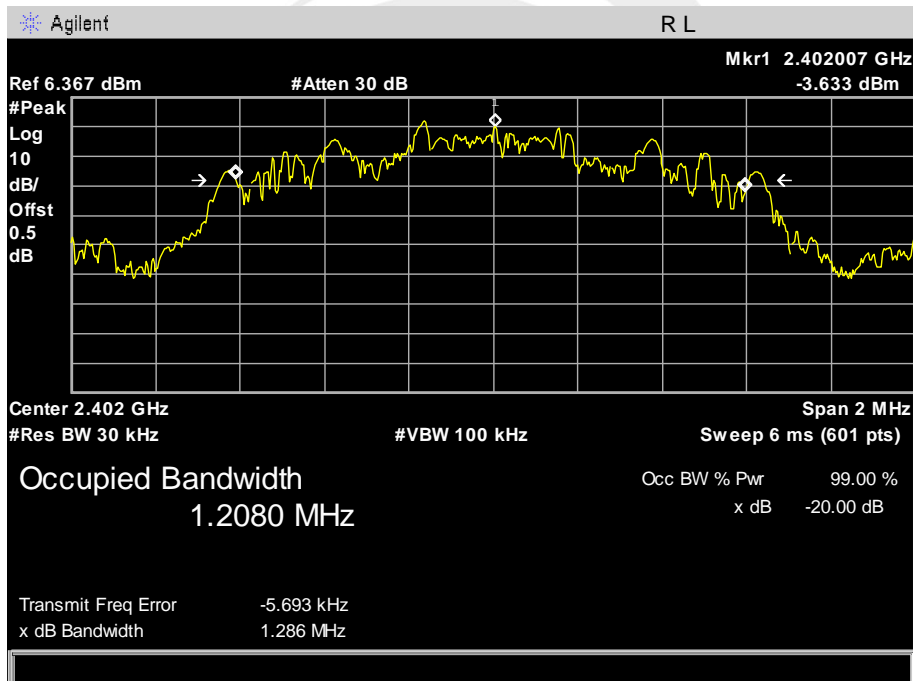 Agilent R L
Mkr1 2.402007 GHz
Ref 6.367 dBm #Atten 30 dB -3.633 dBm
#Peak
Log
10
dB/
Offst
0.5
dB
1
Center 2.402 GHz Span 2 MHz
#Res BW 30 kHz #VBW 100 kHz Sweep 6 ms (601 pts)
Occupied Bandwidth Occ BW % Pwr 99.00 %
1.2080 MHz x dB -20.00 dB
Transmit Freq Error -5.693 kHz
x dB Bandwidth 1.286 MHz